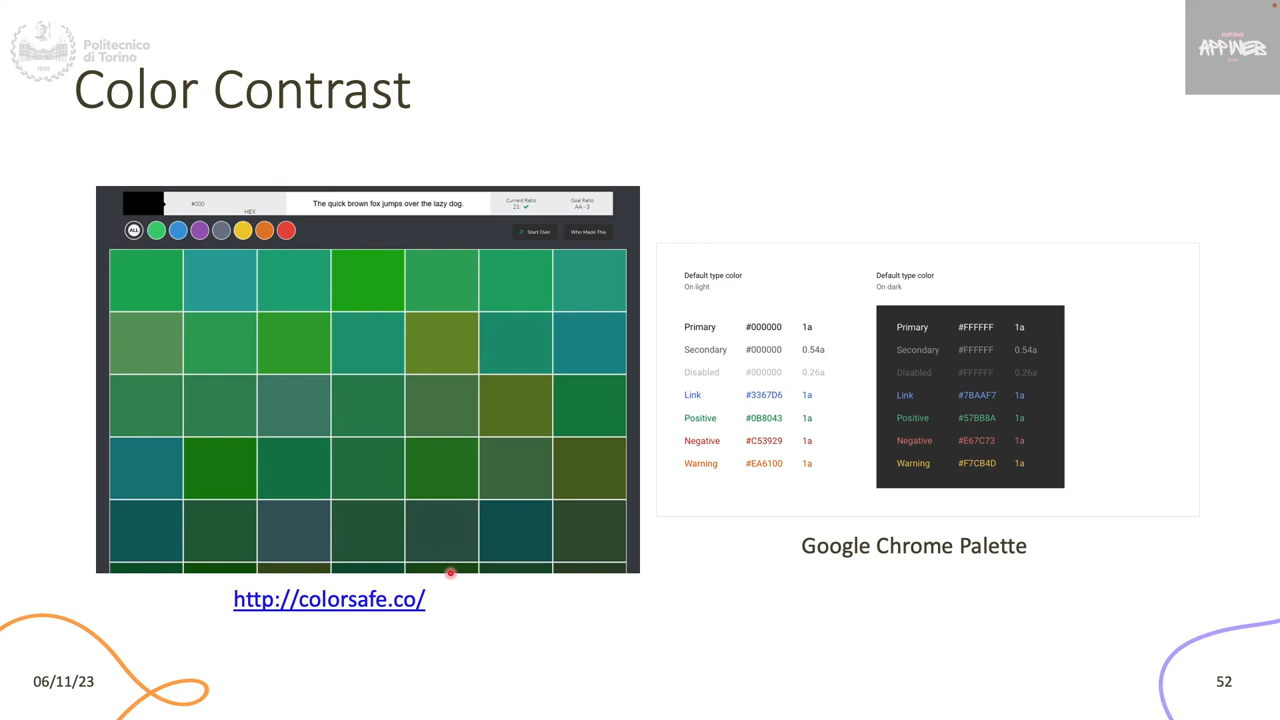 Politecnico
di Torino
1859
INTRO
APPWEB
Color Contrast
#000
HEX
The quick brown fox jumps over the lazy dog.
Current Ratio
21
Goal Ratio
AA - 3
ALL
Start Over
Who Made This
Default type color
On light
Primary #000000 1a
Secondary #000000 0.54a
Disabled #000000 0.26a
Link #3367D6 1a
Positive #0B8043 1a
Negative #C53929 1a
Warning #EA6100 1a
Default type color
On dark
Primary #FFFFFF 1a
Secondary #FFFFFF 0.54a
Disabled #FFFFFF 0.26a
Link #7BAAF7 1a
Positive #57BB8A 1a
Negative #E67C73 1a
Warning #F7CB4D 1a
Google Chrome Palette
http://colorsafe.co/
06/11/23
52